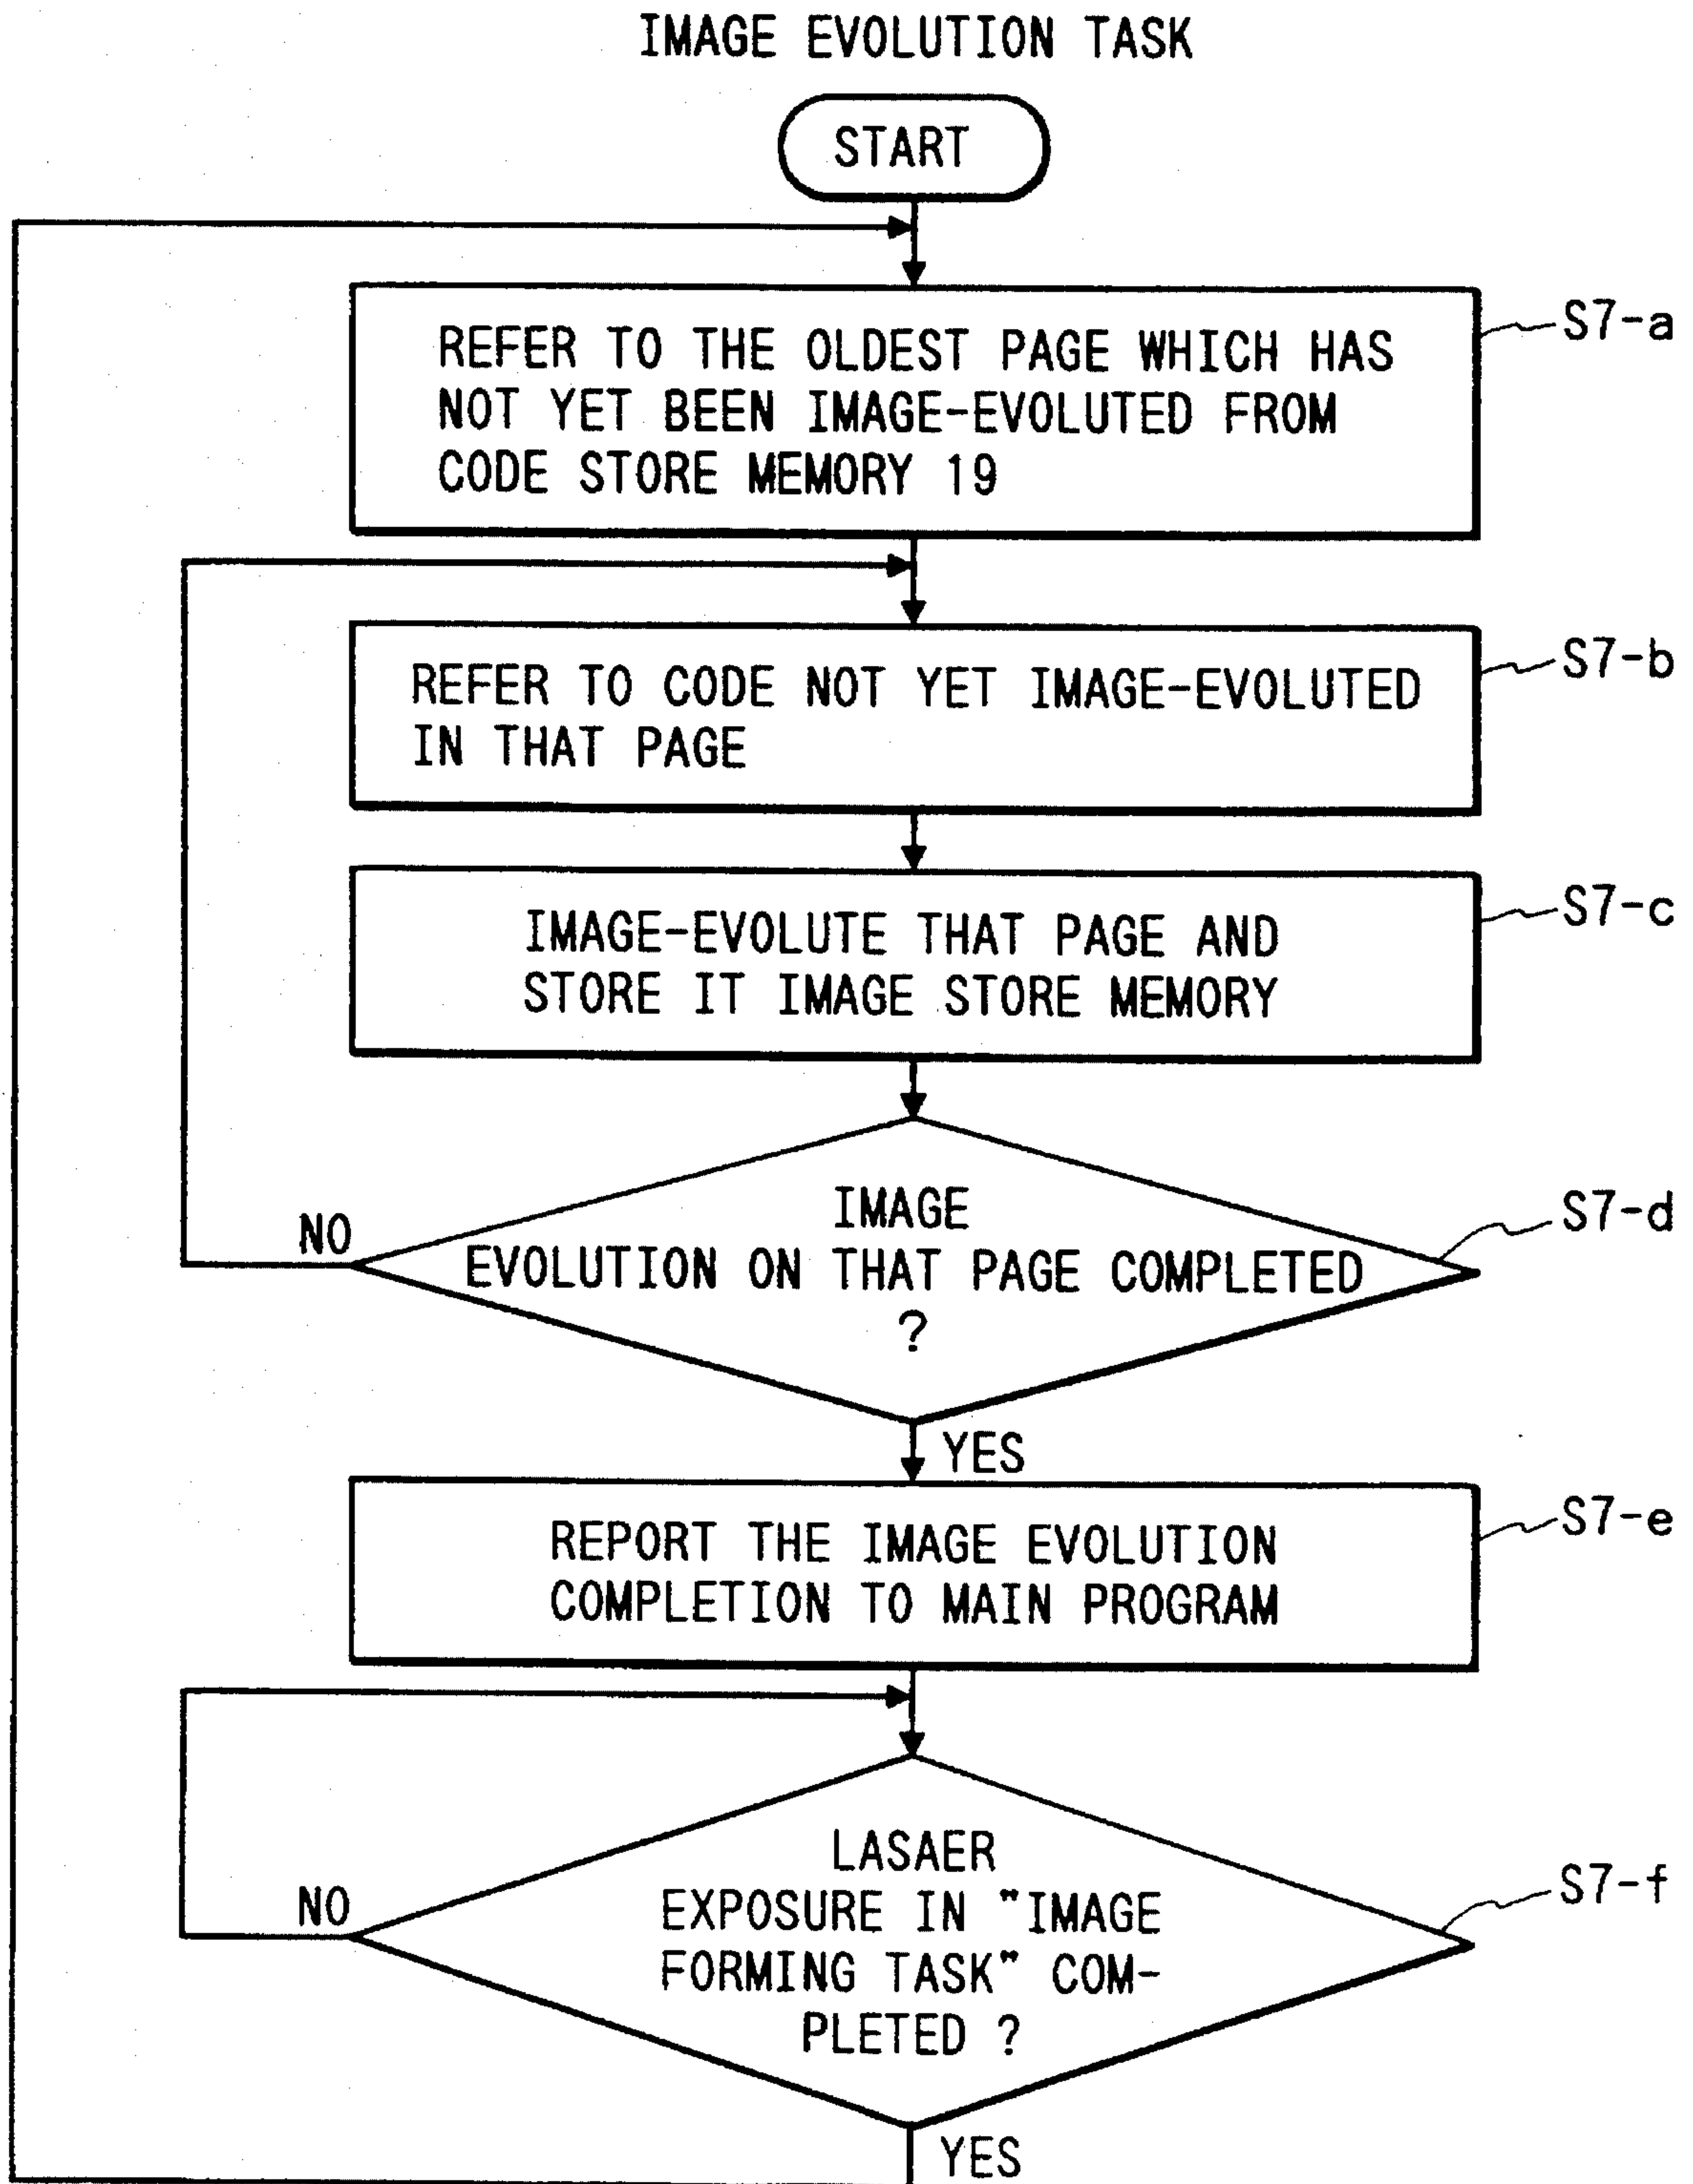 IMAGE EVOLUTION TASK
START
S7-a
REFER TO THE OLDEST PAGE WHICH HAS
NOT YET BEEN IMAGE-EVOLUTED FROM
CODE STORE MEMORY 19
S7-b
REFER TO CODE NOT YET IMAGE-EVOLUTED
IN THAT PAGE
S7-c
IMAGE-EVOLUTE THAT PAGE AND
STORE IT IMAGE STORE MEMORY
S7-d
IMAGE
NO
EVOLUTION ON THAT PAGE COMPLETED
?
YES
S7-e
REPORT THE IMAGE EVOLUTION
COMPLETION TO MAIN PROGRAM
LASAER
S7-f
NO
EXPOSURE IN "IMAGE
FORMING TASK" COM-
PLETED ?
YES